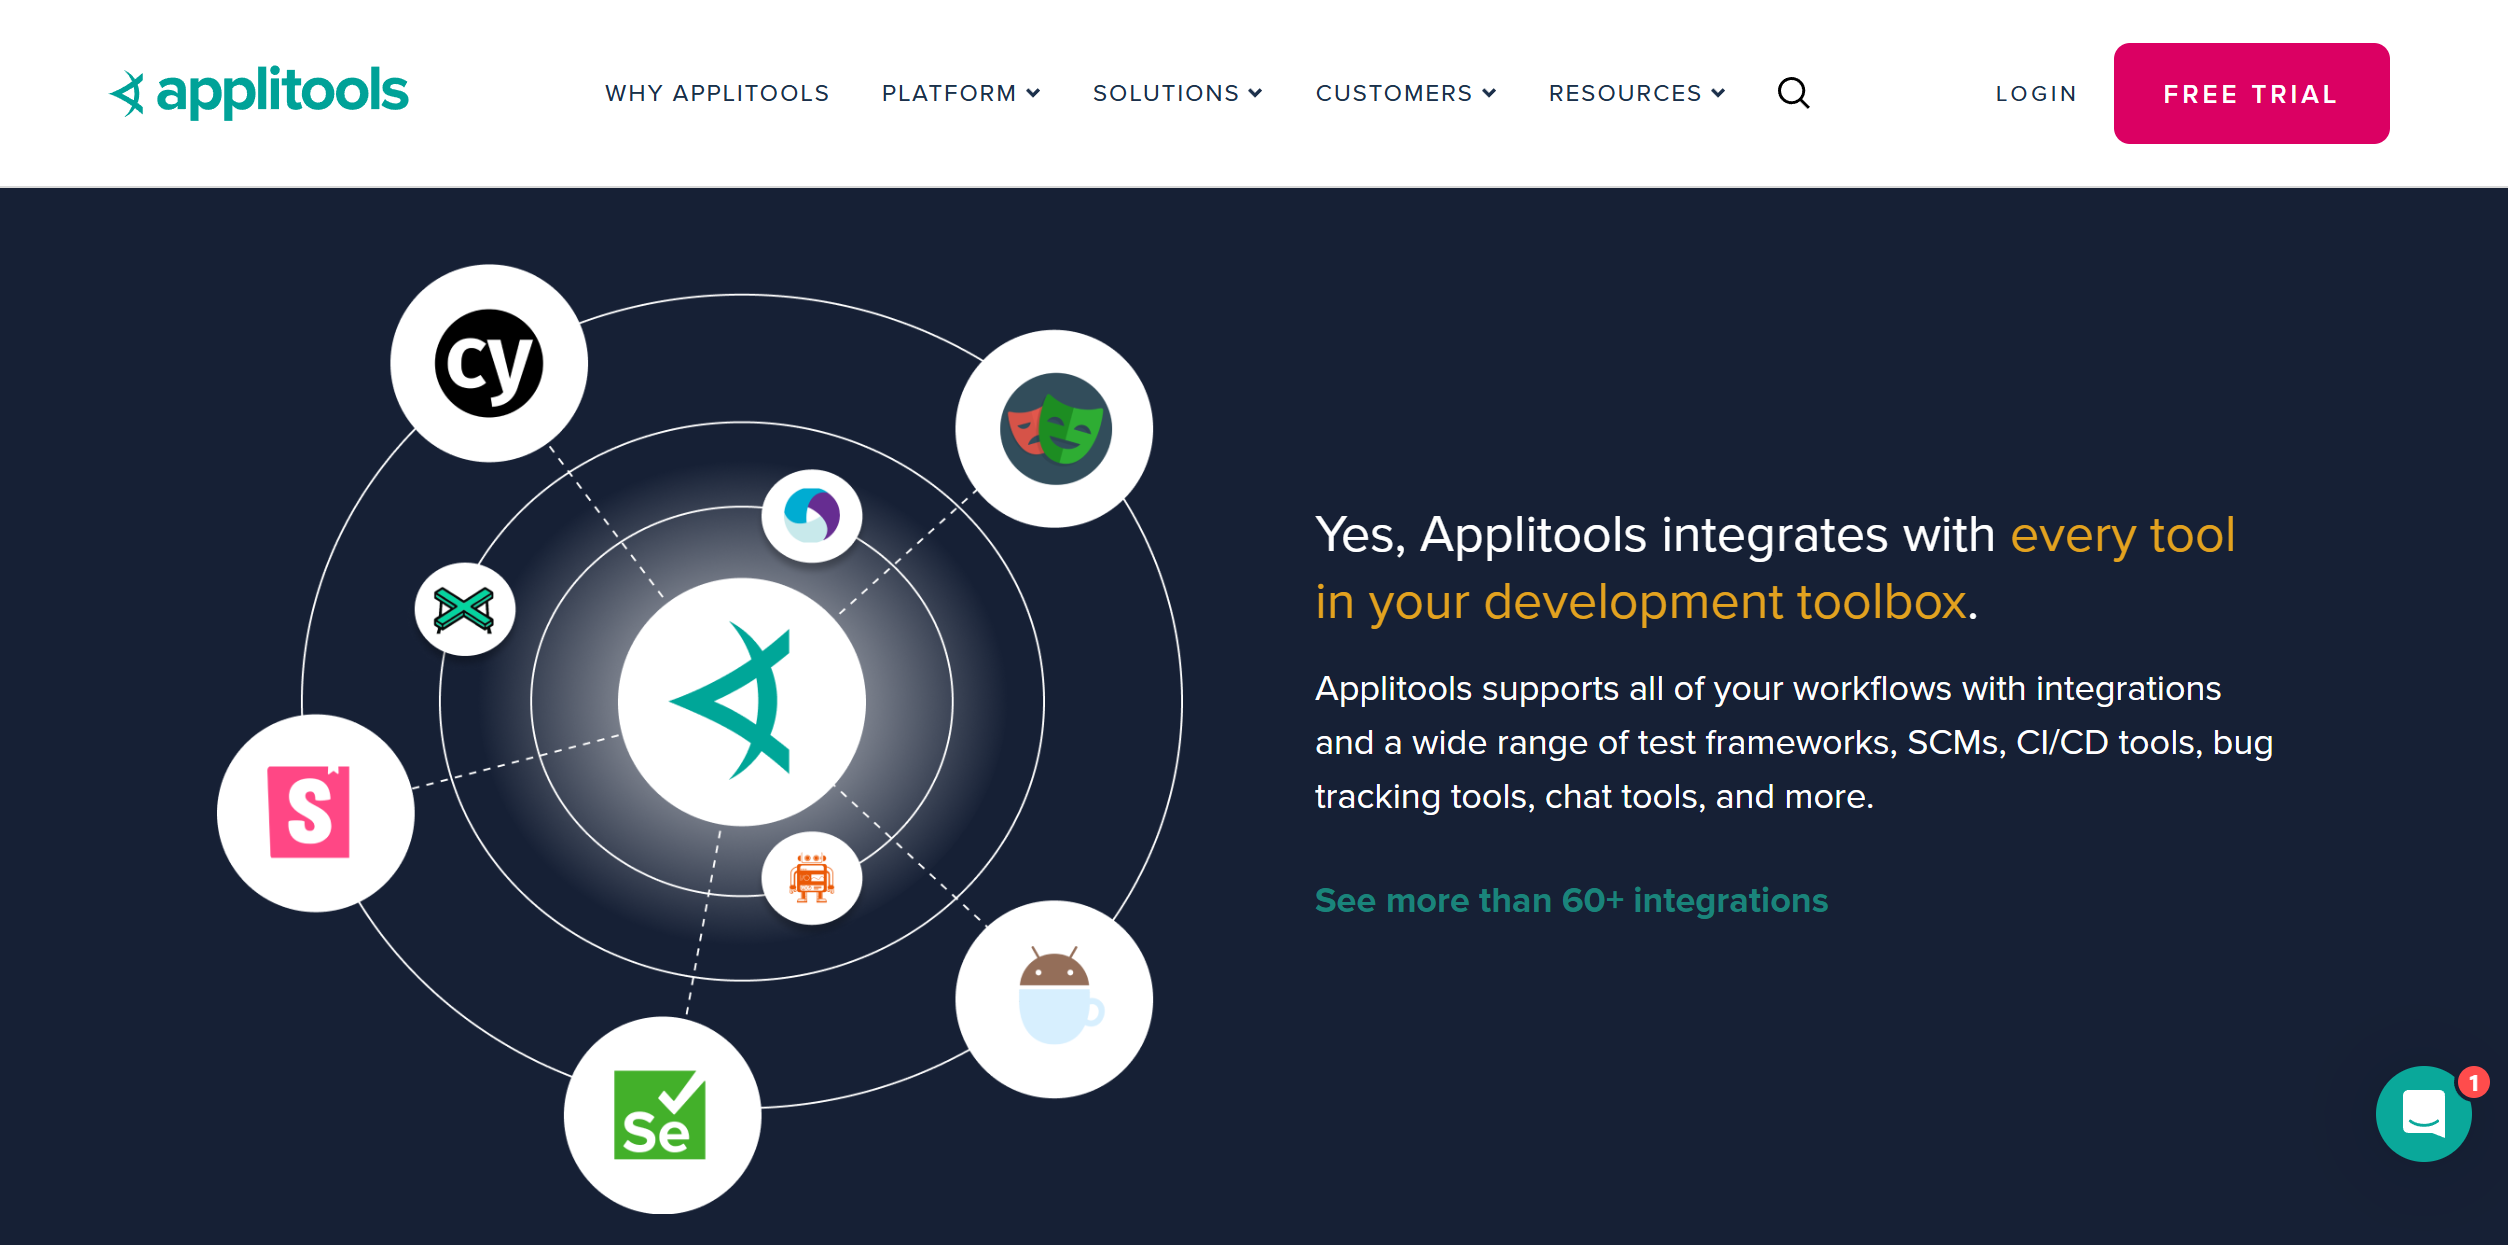 applitools
WHY APPLITOOLS
PLATFORM
SOLUTIONS
CUSTOMERS
RESOURCES
LOGIN
FREE TRIAL
cy
S
Se
Yes, Applitools integrates with every tool
in your development toolbox.
Applitools supports all of your workflows with integrations
and a wide range of test frameworks, SCMs, CI/CD tools, bug
tracking tools, chat tools, and more.
See more than 60+ integrations
1